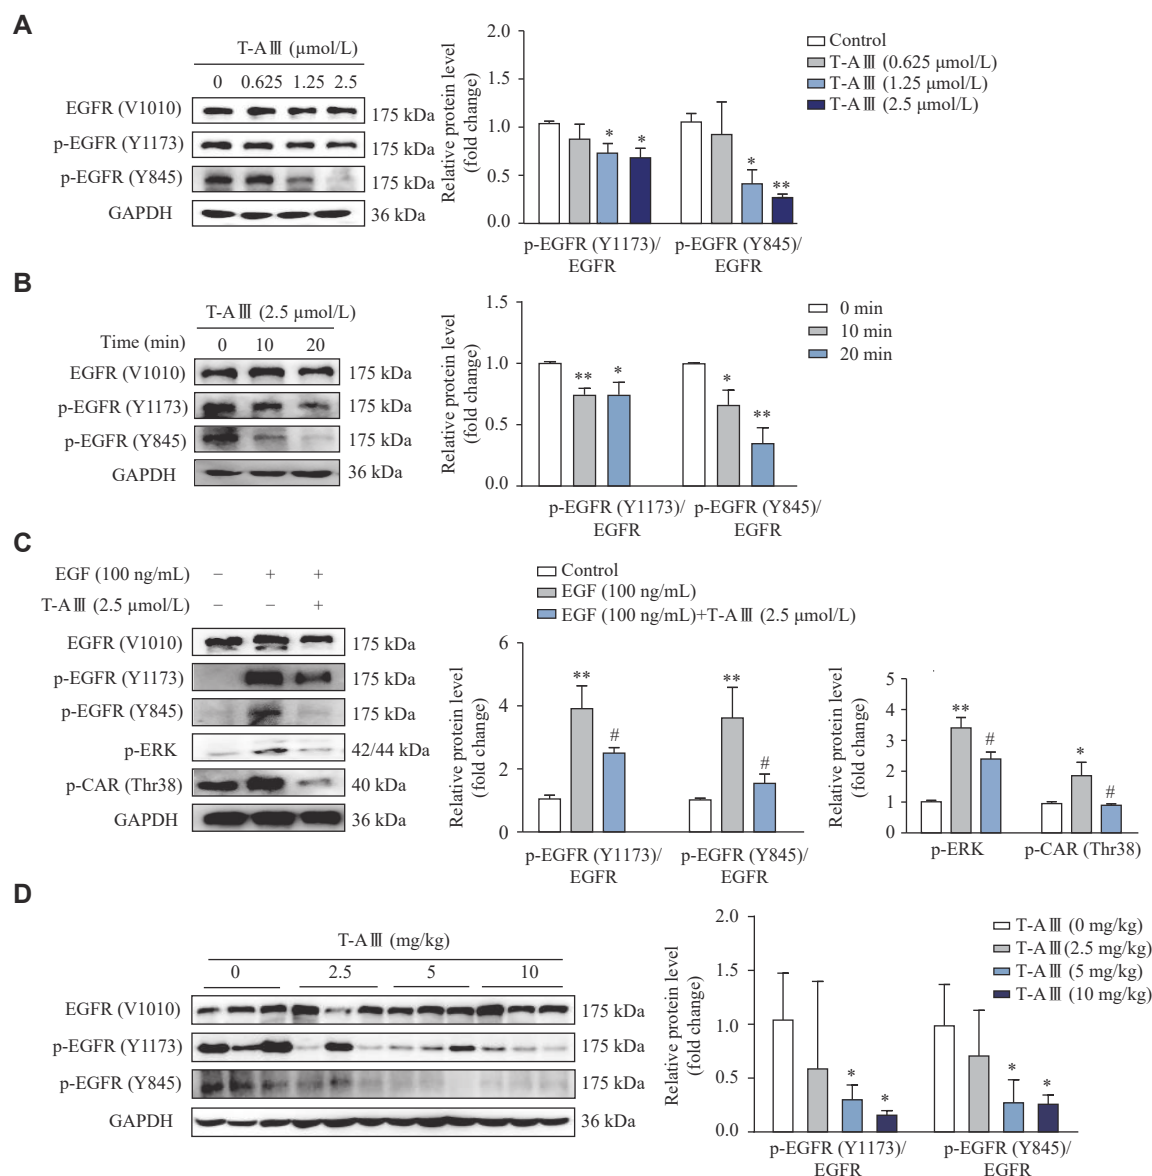 A
T-AⅢ (μmol/L)
0 0.625 1.25 2.5
EGFR (V1010) 175 kDa
p-EGFR (Y1173) 175 kDa
p-EGFR (Y845) 175 kDa
GAPDH 36 kDa
Relative protein level
(fold change)
2.0
1.5
1.0
0.5
0.0
* *
*
**
p-EGFR (Y1173)/
EGFR
p-EGFR (Y845)/
EGFR
Control
T-AⅢ (0.625 μmol/L)
T-AⅢ (1.25 μmol/L)
T-AⅢ (2.5 μmol/L)
B
T-AⅢ (2.5 μmol/L)
Time (min) 0 10 20
EGFR (V1010) 175 kDa
p-EGFR (Y1173) 175 kDa
p-EGFR (Y845) 175 kDa
GAPDH 36 kDa
Relative protein level
(fold change)
1.5
1.0
0.5
0.0
** *
*
**
p-EGFR (Y1173)/
EGFR
p-EGFR (Y845)/
EGFR
0 min
10 min
20 min
C
EGF (100 ng/mL) − + +
T-AⅢ (2.5 μmol/L) − − +
EGFR (V1010) 175 kDa
p-EGFR (Y1173) 175 kDa
p-EGFR (Y845) 175 kDa
p-ERK 42/44 kDa
p-CAR (Thr38) 40 kDa
GAPDH 36 kDa
Control
EGF (100 ng/mL)
EGF (100 ng/mL)+T-AⅢ (2.5 μmol/L)
Relative protein level
(fold change)
6
4
2
0
** #
** #
p-EGFR (Y1173)/
EGFR
p-EGFR (Y845)/
EGFR
Relative protein level
(fold change)
5
4
3
2
1
0
** #
* #
p-ERK
p-CAR (Thr38)
D
T-AⅢ (mg/kg)
0 2.5 5 10
EGFR (V1010) 175 kDa
p-EGFR (Y1173) 175 kDa
p-EGFR (Y845) 175 kDa
GAPDH 36 kDa
Relative protein level
(fold change)
2.0
1.5
1.0
0.5
0.0
* *
* *
p-EGFR (Y1173)/
EGFR
p-EGFR (Y845)/
EGFR
T-AⅢ (0 mg/kg)
T-AⅢ(2.5 mg/kg)
T-AⅢ (5 mg/kg)
T-AⅢ (10 mg/kg)